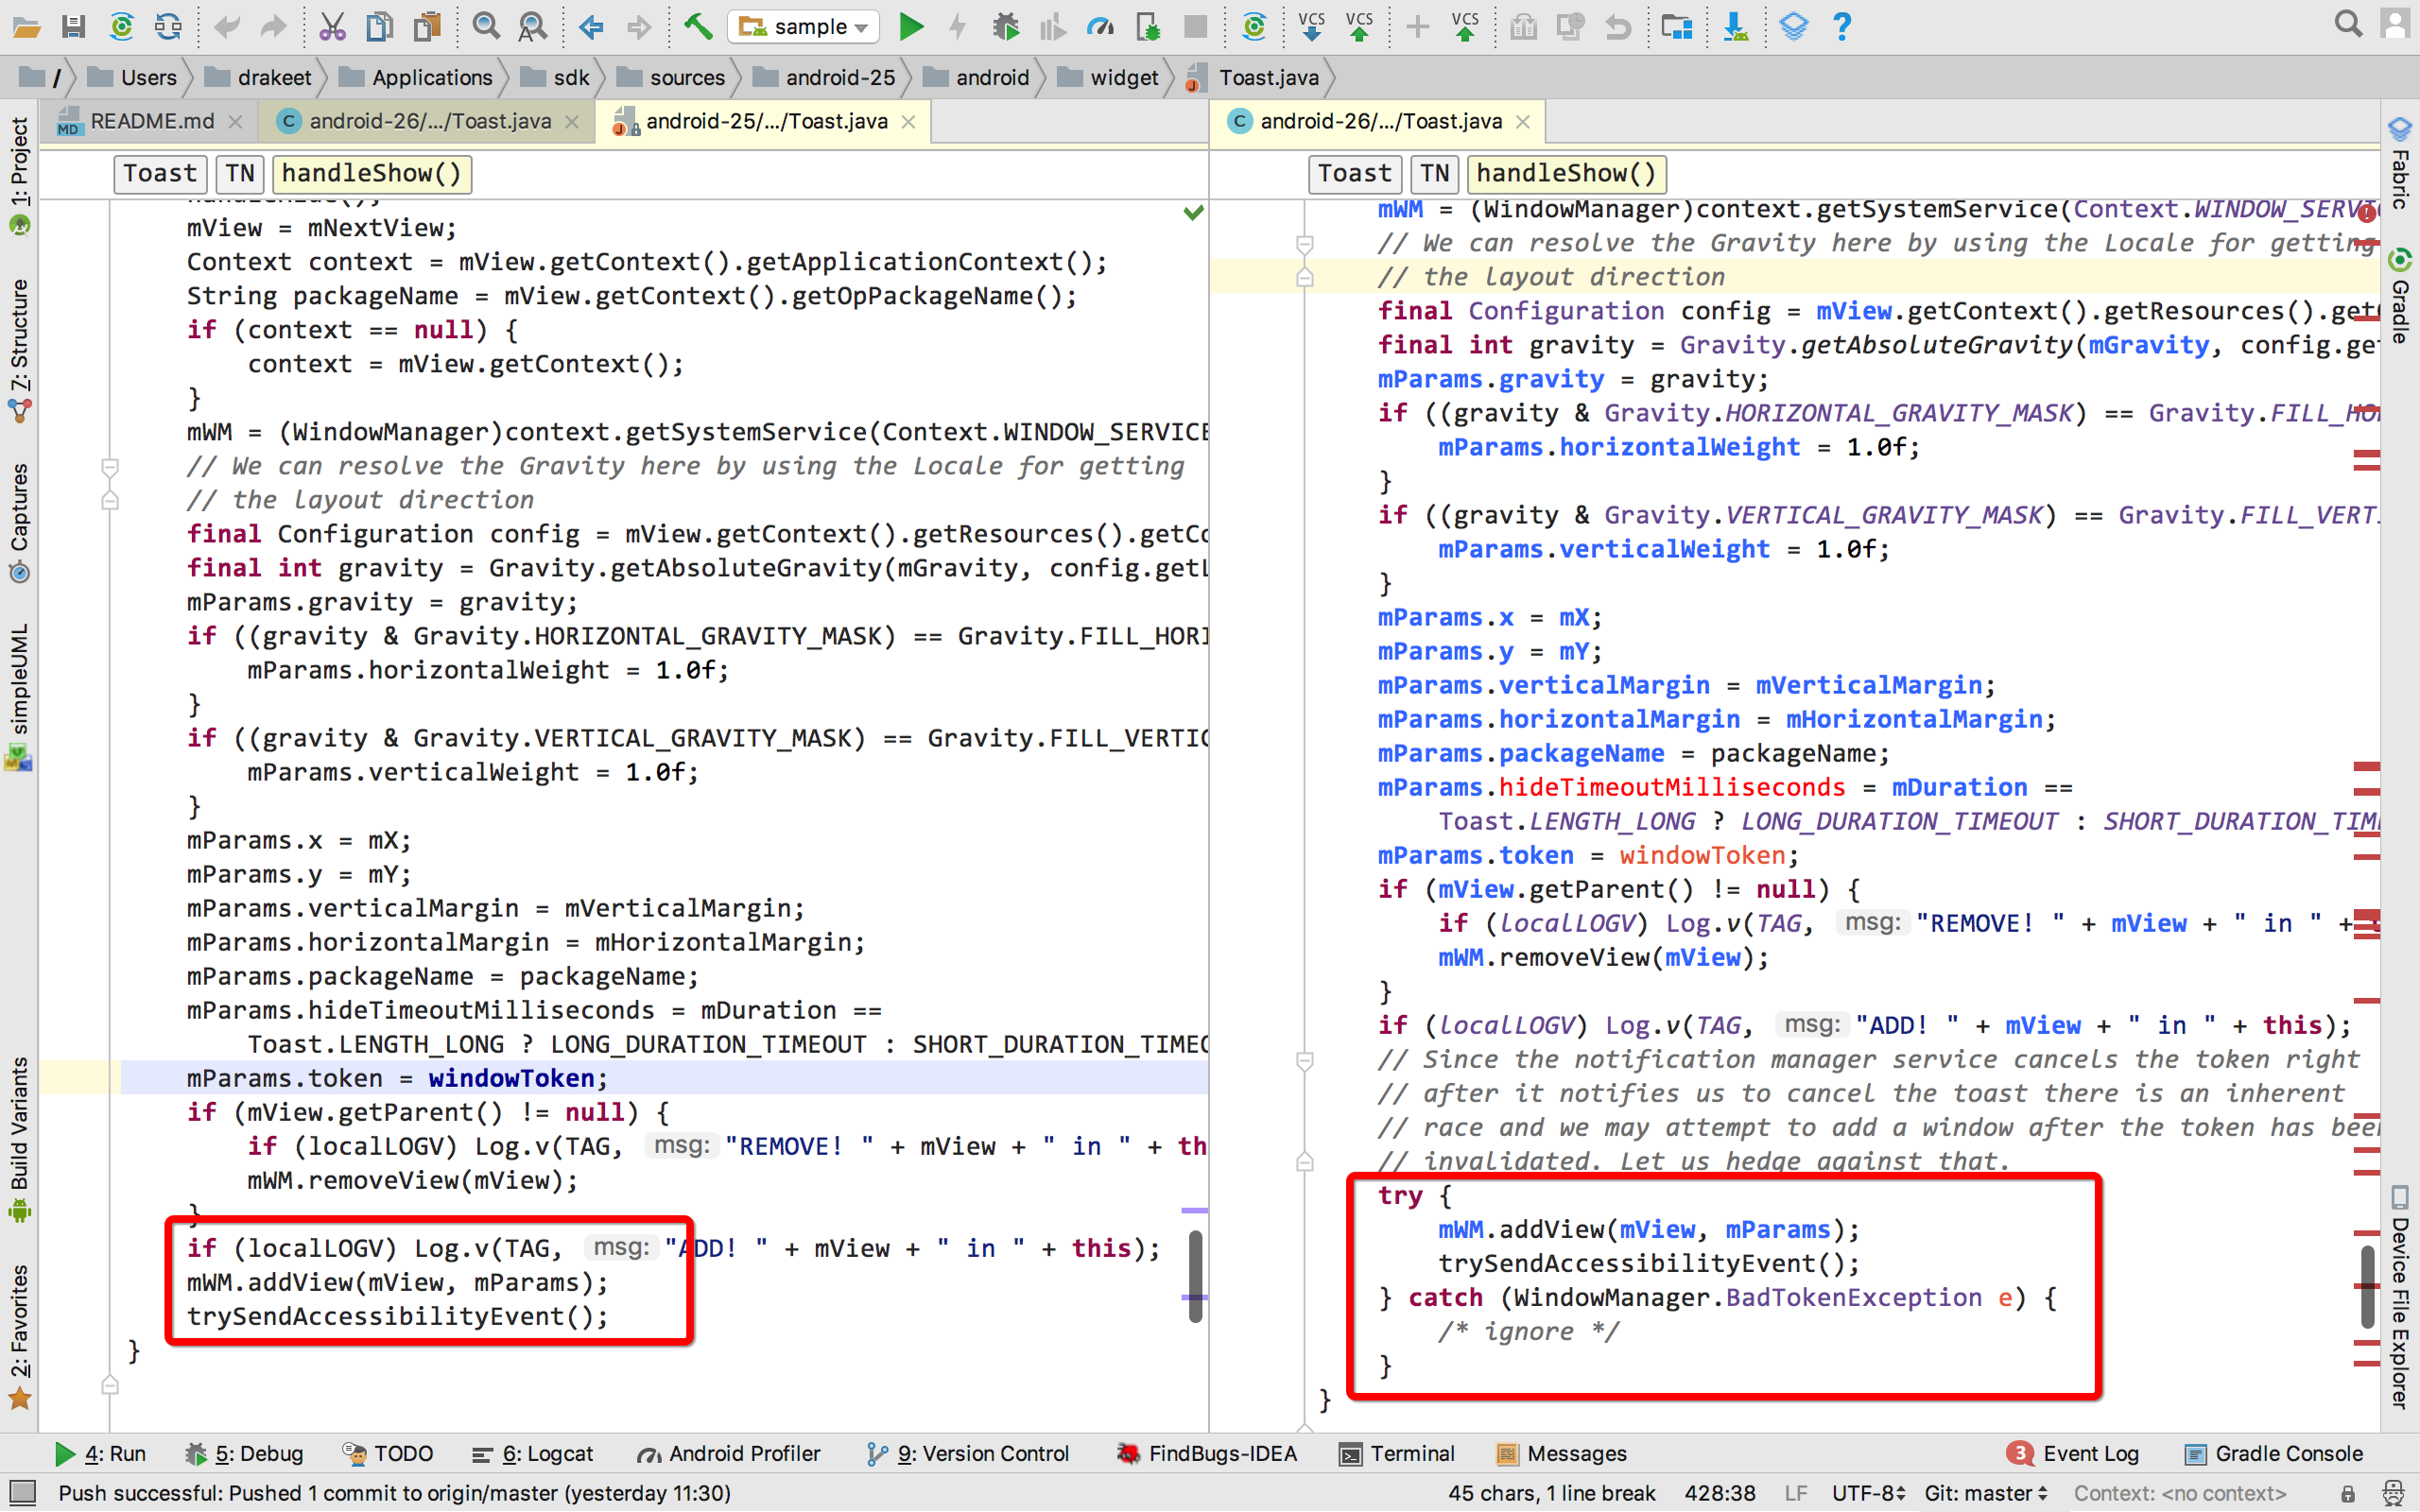 sample
VCS
VCS
VCS
/ Users drakeet Applications sdk sources android-25 android widget Toast.java
README.md
android-26/.../Toast.java
android-25/.../Toast.java
android-26/.../Toast.java
1: Project
7: Structure
Captures
simpleUML
Build Variants
2: Favorites
Toast TN handleShow()
handleHide();
mView = mNextView;
Context context = mView.getContext().getApplicationContext();
String packageName = mView.getContext().getOpPackageName();
if (context == null) {
context = mView.getContext();
}
mWM = (WindowManager)context.getSystemService(Context.WINDOW_SERVICE
// We can resolve the Gravity here by using the Locale for getting
// the layout direction
final Configuration config = mView.getContext().getResources().getCo
final int gravity = Gravity.getAbsoluteGravity(mGravity, config.getL
mParams.gravity = gravity;
if ((gravity & Gravity.HORIZONTAL_GRAVITY_MASK) == Gravity.FILL_HORI
mParams.horizontalWeight = 1.0f;
}
if ((gravity & Gravity.VERTICAL_GRAVITY_MASK) == Gravity.FILL_VERTIC
mParams.verticalWeight = 1.0f;
}
mParams.x = mX;
mParams.y = mY;
mParams.verticalMargin = mVerticalMargin;
mParams.horizontalMargin = mHorizontalMargin;
mParams.packageName = packageName;
mParams.hideTimeoutMilliseconds = mDuration ==
Toast.LENGTH_LONG ? LONG_DURATION_TIMEOUT : SHORT_DURATION_TIMEO
mParams.token = windowToken;
if (mView.getParent() != null) {
if (localLOGV) Log.v(TAG, msg: "REMOVE! " + mView + " in " + th
mWM.removeView(mView);
}
if (localLOGV) Log.v(TAG, msg: "ADD! " + mView + " in " + this);
mWM.addView(mView, mParams);
trySendAccessibilityEvent();
}
Toast TN handleShow()
mWM = (WindowManager)context.getSystemService(Context.WINDOW_SERVI
// We can resolve the Gravity here by using the Locale for getting
// the layout direction
final Configuration config = mView.getContext().getResources().get
final int gravity = Gravity.getAbsoluteGravity(mGravity, config.get
mParams.gravity = gravity;
if ((gravity & Gravity.HORIZONTAL_GRAVITY_MASK) == Gravity.FILL_HO
mParams.horizontalWeight = 1.0f;
}
if ((gravity & Gravity.VERTICAL_GRAVITY_MASK) == Gravity.FILL_VERTI
mParams.verticalWeight = 1.0f;
}
mParams.x = mX;
mParams.y = mY;
mParams.verticalMargin = mVerticalMargin;
mParams.horizontalMargin = mHorizontalMargin;
mParams.packageName = packageName;
mParams.hideTimeoutMilliseconds = mDuration ==
Toast.LENGTH_LONG ? LONG_DURATION_TIMEOUT : SHORT_DURATION_TIM
mParams.token = windowToken;
if (mView.getParent() != null) {
if (localLOGV) Log.v(TAG, msg: "REMOVE! " + mView + " in " +
mWM.removeView(mView);
}
if (localLOGV) Log.v(TAG, msg: "ADD! " + mView + " in " + this);
// Since the notification manager service cancels the token right
// after it notifies us to cancel the toast there is an inherent
// race and we may attempt to add a window after the token has been
// invalidated. Let us hedge against that.
try {
mWM.addView(mView, mParams);
trySendAccessibilityEvent();
} catch (WindowManager.BadTokenException e) {
/* ignore */
}
}
Fabric
Gradle
Device File Explorer
4: Run 5: Debug TODO 6: Logcat Android Profiler 9: Version Control FindBugs-IDEA Terminal Messages 3 Event Log Gradle Console
Push successful: Pushed 1 commit to origin/master (yesterday 11:30) 45 chars, 1 line break 428:38 LF UTF-8 Git: master Context: <no context>